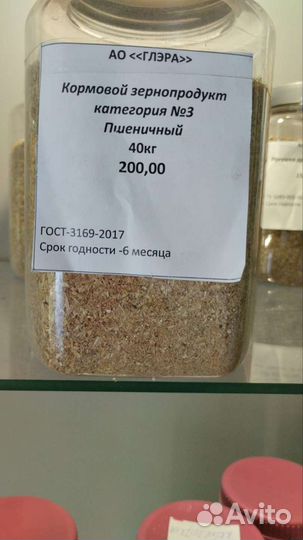 АО <<ГЛЭРА>>
Кормовой зернопродукт
категория №3
Пшеничный
40кг
200,00
ГОСТ-3169-2017
Срок годности -6 месяца
Avito